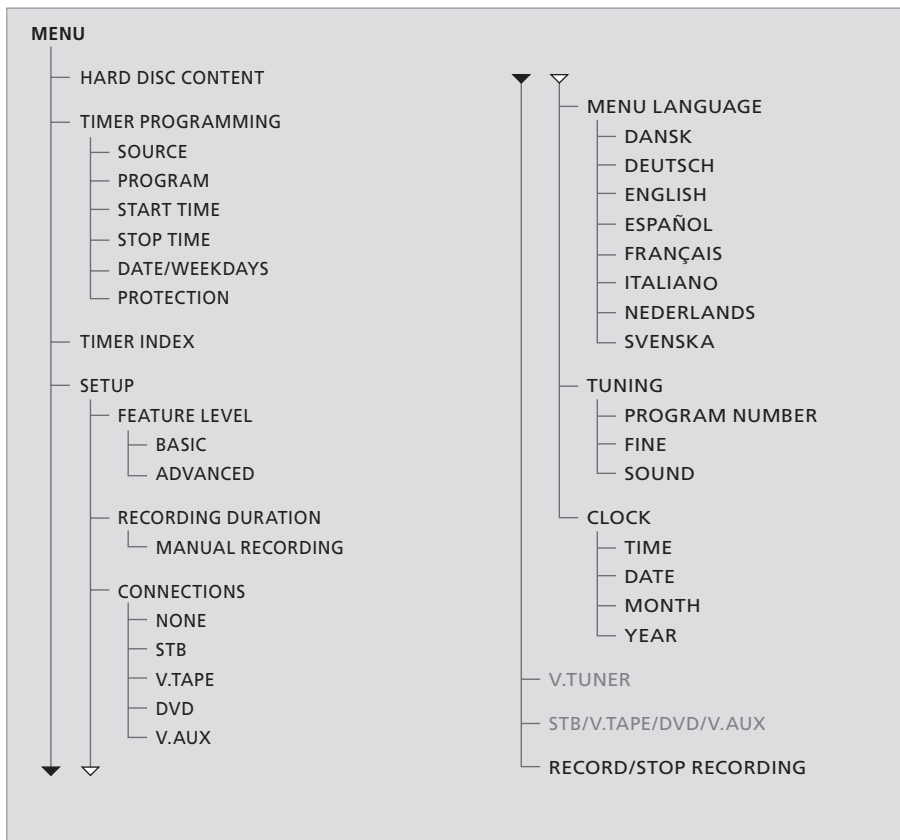 MENU
HARD DISC CONTENT
TIMER PROGRAMMING
SOURCE
PROGRAM
START TIME
STOP TIME
DATE/WEEKDAYS
PROTECTION
TIMER INDEX
SETUP
FEATURE LEVEL
BASIC
ADVANCED
RECORDING DURATION
MANUAL RECORDING
CONNECTIONS
NONE
STB
V.TAPE
DVD
V.AUX
MENU LANGUAGE
DANSK
DEUTSCH
ENGLISH
ESPAÑOL
FRANÇAIS
ITALIANO
NEDERLANDS
SVENSKA
TUNING
PROGRAM NUMBER
FINE
SOUND
CLOCK
TIME
DATE
MONTH
YEAR
V.TUNER
STB/V.TAPE/DVD/V.AUX
RECORD/STOP RECORDING